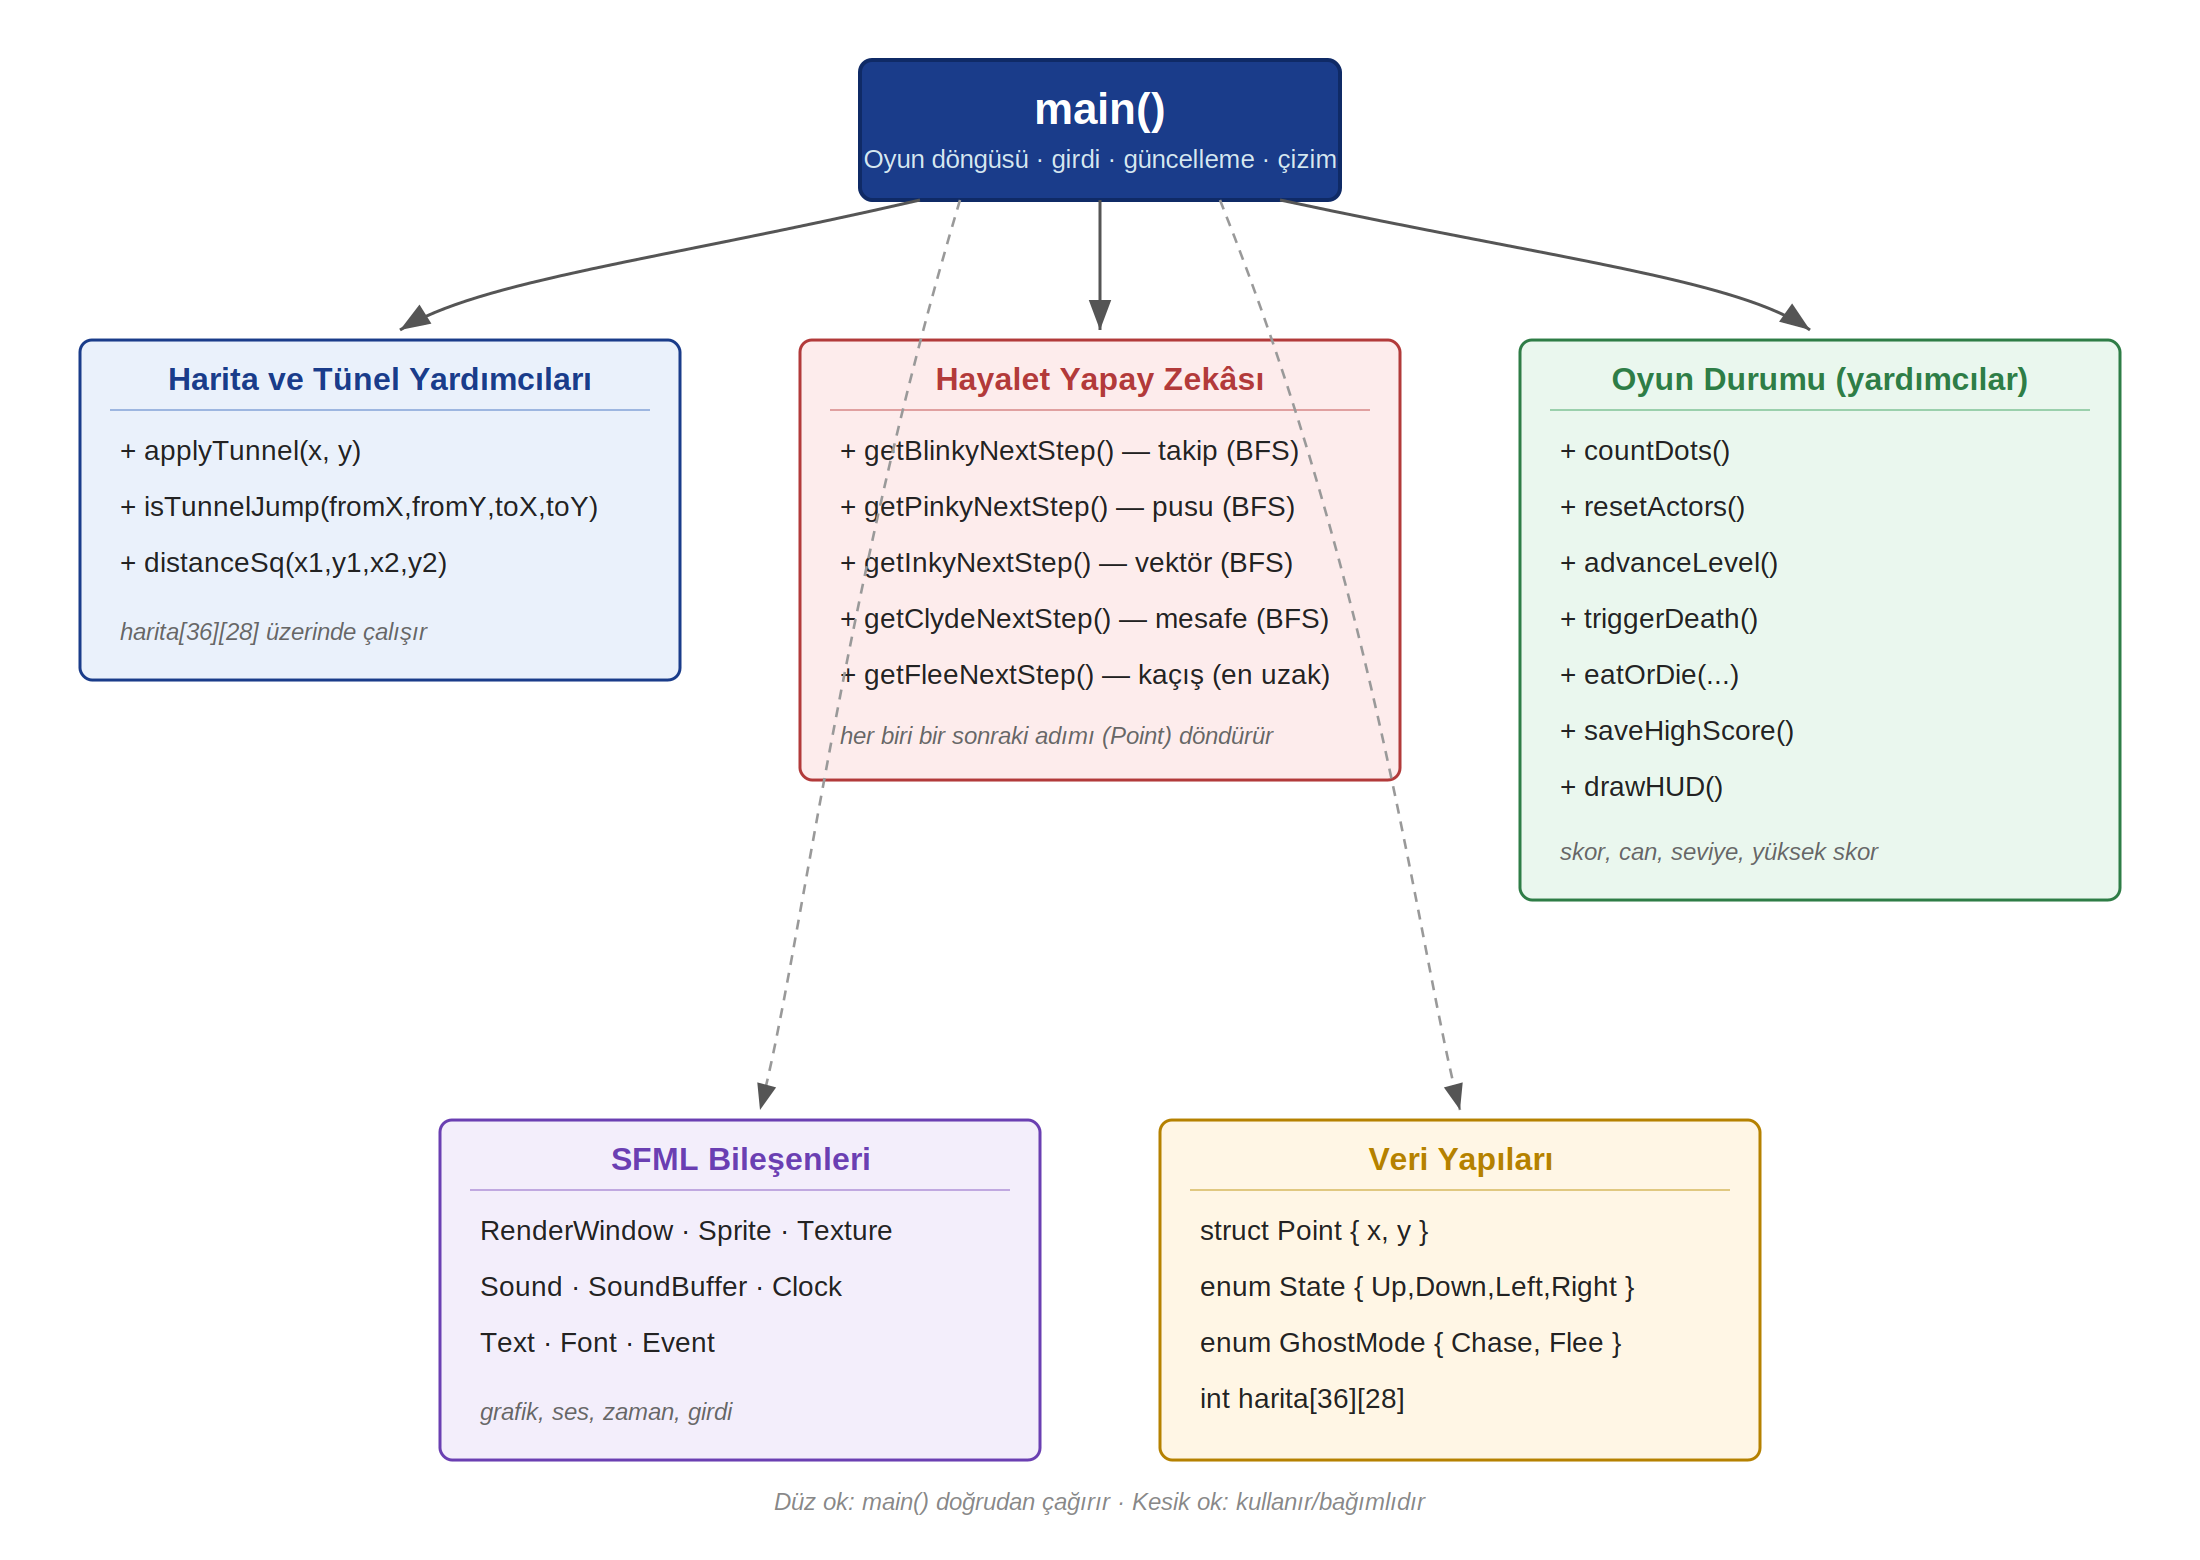 main()
Oyun döngüsü · girdi · güncelleme · çizim
Harita ve Tünel Yardımcıları
+ applyTunnel(x, y)
+ isTunnelJump(fromX,fromY,toX,toY)
+ distanceSq(x1,y1,x2,y2)
harita[36][28] üzerinde çalışır
Hayalet Yapay Zekâsı
+ getBlinkyNextStep() — takip (BFS)
+ getPinkyNextStep() — pusu (BFS)
+ getInkyNextStep() — vektör (BFS)
+ getClydeNextStep() — mesafe (BFS)
+ getFleeNextStep() — kaçış (en uzak)
her biri bir sonraki adımı (Point) döndürür
Oyun Durumu (yardımcılar)
+ countDots()
+ resetActors()
+ advanceLevel()
+ triggerDeath()
+ eatOrDie(...)
+ saveHighScore()
+ drawHUD()
skor, can, seviye, yüksek skor
SFML Bileşenleri
RenderWindow · Sprite · Texture
Sound · SoundBuffer · Clock
Text · Font · Event
grafik, ses, zaman, girdi
Veri Yapıları
struct Point { x, y }
enum State { Up,Down,Left,Right }
enum GhostMode { Chase, Flee }
int harita[36][28]
Düz ok: main() doğrudan çağırır · Kesik ok: kullanır/bağımlıdır